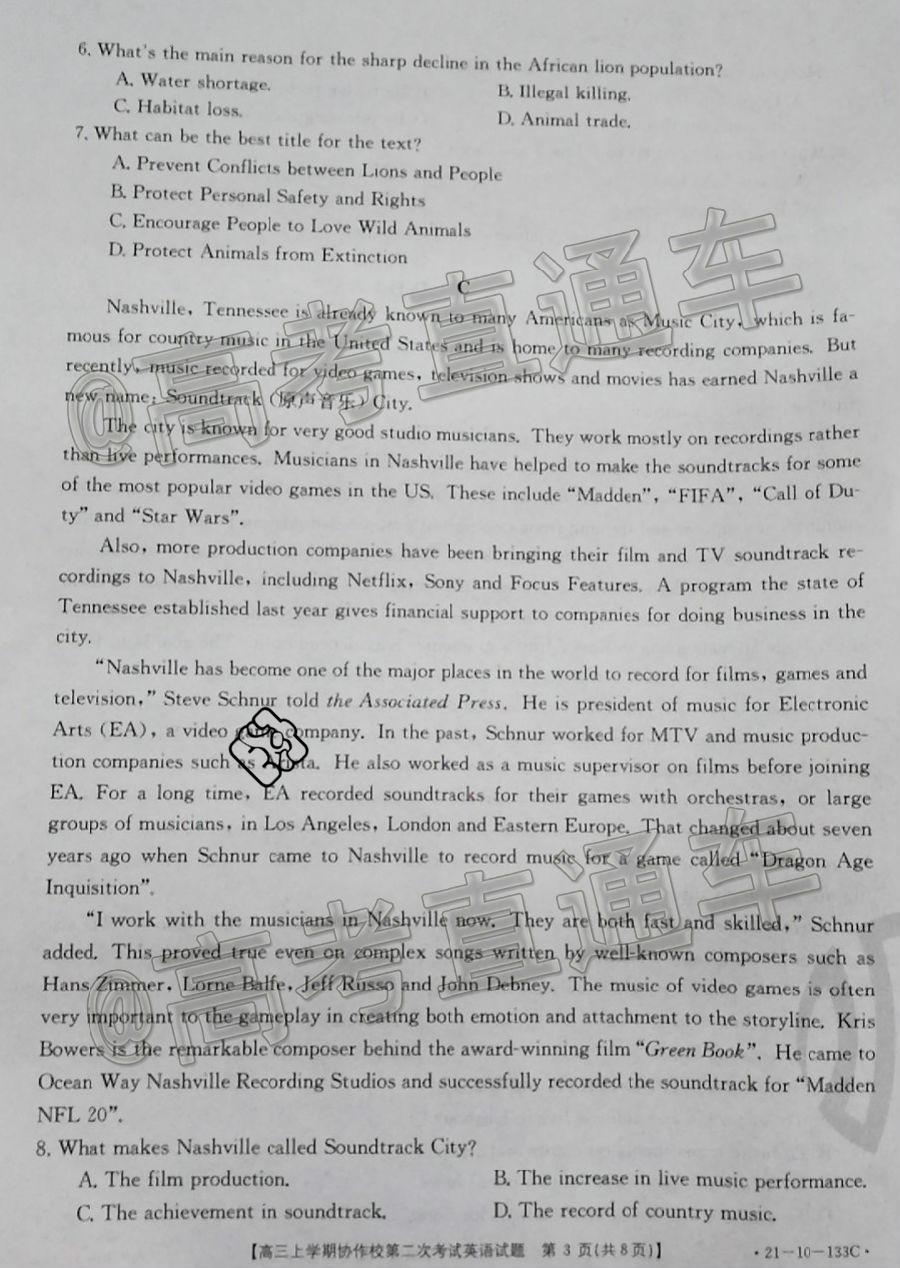 6. What's the main reason for the sharp decline in the African lion population?
A. Water shortage.
B. Illegal killing.
C. Habitat loss.
D. Animal trade.
7. What can be the best title for the text?
A. Prevent Conflicts between Lions and People
B. Protect Personal Safety and Rights
C. Encourage People to Love Wild Animals
D. Protect Animals from Extinction
C
Nashville, Tennessee is already known to many Americans as Music City, which is fa-
mous for country music in the United States and is home to many recording companies. But
recently, music recorded for video games, television shows and movies has earned Nashville a
new name: Soundtrack (原声音乐) City.
The city is known for very good studio musicians. They work mostly on recordings rather
than live performances. Musicians in Nashville have helped to make the soundtracks for some
of the most popular video games in the US. These include "Madden", "FIFA", "Call of Du-
ty" and "Star Wars".
Also, more production companies have been bringing their film and TV soundtrack re-
cordings to Nashville, including Netflix, Sony and Focus Features. A program the state of
Tennessee established last year gives financial support to companies for doing business in the
city.
"Nashville has become one of the major places in the world to record for films, games and
television," Steve Schnur told the Associated Press. He is president of music for Electronic
Arts (EA), a video game company. In the past, Schnur worked for MTV and music produc-
tion companies such as Arista. He also worked as a music supervisor on films before joining
EA. For a long time, EA recorded soundtracks for their games with orchestras, or large
groups of musicians, in Los Angeles, London and Eastern Europe. That changed about seven
years ago when Schnur came to Nashville to record music for a game called "Dragon Age
Inquisition".
"I work with the musicians in Nashville now. They are both fast and skilled," Schnur
added. This proved true even on complex songs written by well-known composers such as
Hans Zimmer, Lorne Balfe, Jeff Russo and John Debney. The music of video games is often
very important to the gameplay in creating both emotion and attachment to the storyline. Kris
Bowers is the remarkable composer behind the award-winning film "Green Book". He came to
Ocean Way Nashville Recording Studios and successfully recorded the soundtrack for "Madden
NFL 20".
8. What makes Nashville called Soundtrack City?
A. The film production.
B. The increase in live music performance.
C. The achievement in soundtrack.
D. The record of country music.
【高三上学期协作校第二次考试英语试题 第 3 页(共 8 页)】
·21-10-133C·
@高考直通车
@高考直通车